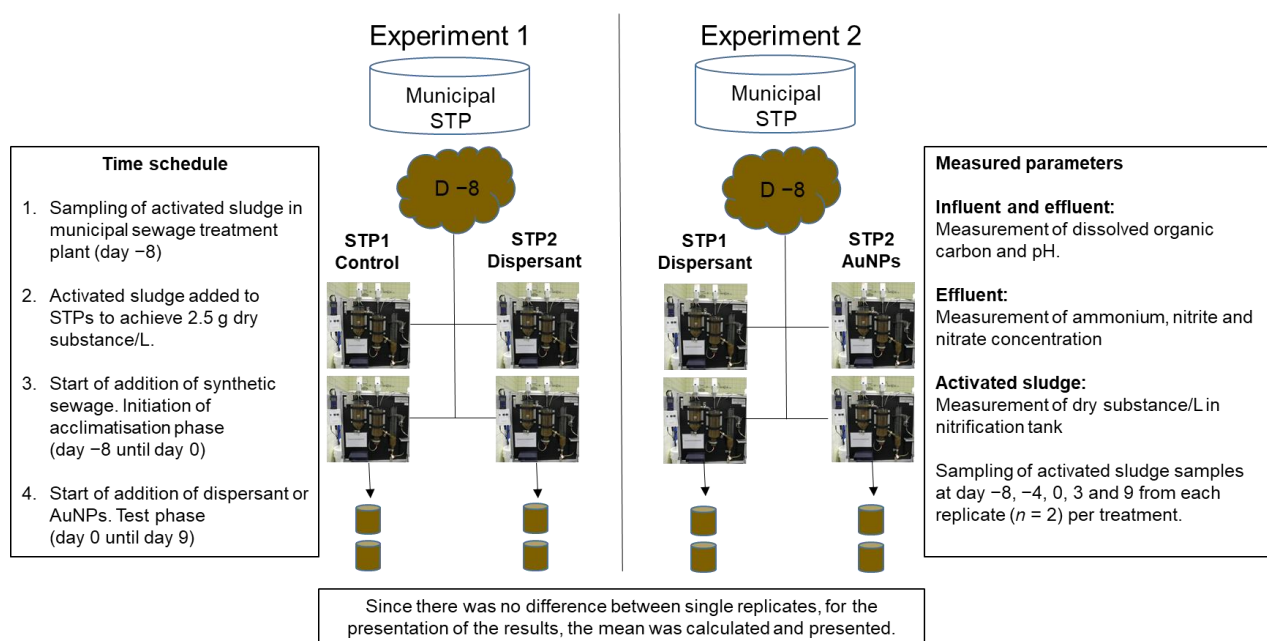 Experiment 1
Municipal
STP
D −8
STP1
Control
STP2
Dispersant
Experiment 2
Municipal
STP
D −8
STP1
Dispersant
STP2
AuNPs
Time schedule
1. Sampling of activated sludge in
municipal sewage treatment
plant (day −8)
2. Activated sludge added to
STPs to achieve 2.5 g dry
substance/L.
3. Start of addition of synthetic
sewage. Initiation of
acclimatisation phase
(day −8 until day 0)
4. Start of addition of dispersant or
AuNPs. Test phase
(day 0 until day 9)
Measured parameters
Influent and effluent:
Measurement of dissolved organic
carbon and pH.
Effluent:
Measurement of ammonium, nitrite and
nitrate concentration
Activated sludge:
Measurement of dry substance/L in
nitrification tank
Sampling of activated sludge samples
at day −8, −4, 0, 3 and 9 from each
replicate (n = 2) per treatment.
Since there was no difference between single replicates, for the
presentation of the results, the mean was calculated and presented.